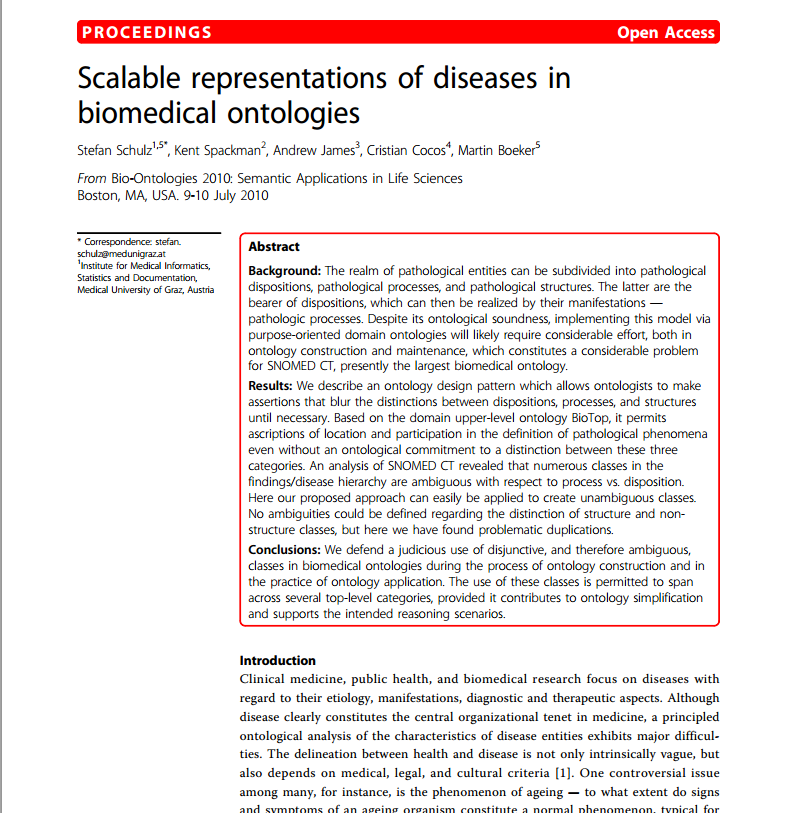 PROCEEDINGS Open Access
Scalable representations of diseases in
biomedical ontologies
Stefan Schulz1,5*, Kent Spackman2, Andrew James3, Cristian Cocos4, Martin Boeker5
From Bio-Ontologies 2010: Semantic Applications in Life Sciences
Boston, MA, USA. 9-10 July 2010
* Correspondence: stefan.
schulz@medunigraz.at
1Institute for Medical Informatics,
Statistics and Documentation,
Medical University of Graz, Austria
Abstract
Background: The realm of pathological entities can be subdivided into pathological
dispositions, pathological processes, and pathological structures. The latter are the
bearer of dispositions, which can then be realized by their manifestations —
pathologic processes. Despite its ontological soundness, implementing this model via
purpose-oriented domain ontologies will likely require considerable effort, both in
ontology construction and maintenance, which constitutes a considerable problem
for SNOMED CT, presently the largest biomedical ontology.
Results: We describe an ontology design pattern which allows ontologists to make
assertions that blur the distinctions between dispositions, processes, and structures
until necessary. Based on the domain upper-level ontology BioTop, it permits
ascriptions of location and participation in the definition of pathological phenomena
even without an ontological commitment to a distinction between these three
categories. An analysis of SNOMED CT revealed that numerous classes in the
findings/disease hierarchy are ambiguous with respect to process vs. disposition.
Here our proposed approach can easily be applied to create unambiguous classes.
No ambiguities could be defined regarding the distinction of structure and non-
structure classes, but here we have found problematic duplications.
Conclusions: We defend a judicious use of disjunctive, and therefore ambiguous,
classes in biomedical ontologies during the process of ontology construction and in
the practice of ontology application. The use of these classes is permitted to span
across several top-level categories, provided it contributes to ontology simplification
and supports the intended reasoning scenarios.
Introduction
Clinical medicine, public health, and biomedical research focus on diseases with
regard to their etiology, manifestations, diagnostic and therapeutic aspects. Although
disease clearly constitutes the central organizational tenet in medicine, a principled
ontological analysis of the characteristics of disease entities exhibits major difficul-
ties. The delineation between health and disease is not only intrinsically vague, but
also depends on medical, legal, and cultural criteria [1]. One controversial issue
among many, for instance, is the phenomenon of ageing — to what extent do signs
and symptoms of an ageing organism constitute a normal phenomenon, typical for